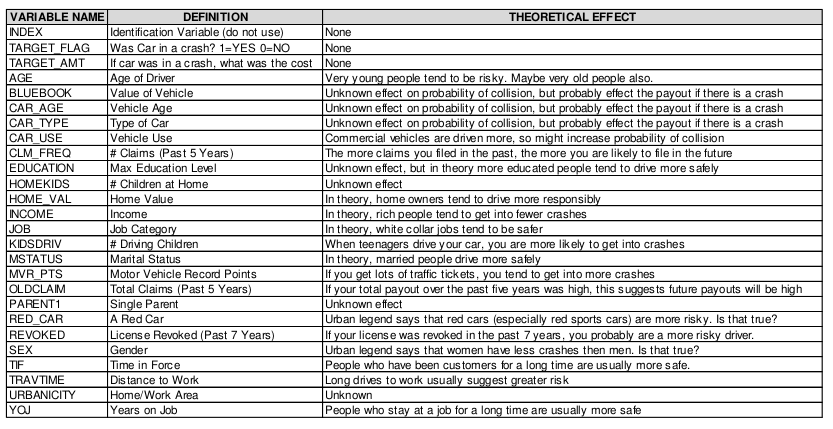 VARIABLE NAME DEFINITION THEORETICAL EFFECT
INDEX Identification Variable (do not use) None
TARGET_FLAG Was Car in a crash? 1=YES 0=NO None
TARGET_AMT If car was in a crash, what was the cost None
AGE Age of Driver Very young people tend to be risky. Maybe very old people also.
BLUEBOOK Value of Vehicle Unknown effect on probability of collision, but probably effect the payout if there is a crash
CAR_AGE Vehicle Age Unknown effect on probability of collision, but probably effect the payout if there is a crash
CAR_TYPE Type of Car Unknown effect on probability of collision, but probably effect the payout if there is a crash
CAR_USE Vehicle Use Commercial vehicles are driven more, so might increase probability of collision
CLM_FREQ # Claims (Past 5 Years) The more claims you filed in the past, the more you are likely to file in the future
EDUCATION Max Education Level Unknown effect, but in theory more educated people tend to drive more safely
HOMEKIDS # Children at Home Unknown effect
HOME_VAL Home Value In theory, home owners tend to drive more responsibly
INCOME Income In theory, rich people tend to get into fewer crashes
JOB Job Category In theory, white collar jobs tend to be safer
KIDSDRIV # Driving Children When teenagers drive your car, you are more likely to get into crashes
MSTATUS Marital Status In theory, married people drive more safely
MVR_PTS Motor Vehicle Record Points If you get lots of traffic tickets, you tend to get into more crashes
OLDCLAIM Total Claims (Past 5 Years) If your total payout over the past five years was high, this suggests future payouts will be high
PARENT1 Single Parent Unknown effect
RED_CAR A Red Car Urban legend says that red cars (especially red sports cars) are more risky. Is that true?
REVOKED License Revoked (Past 7 Years) If your license was revoked in the past 7 years, you probably are a more risky driver.
SEX Gender Urban legend says that women have less crashes then men. Is that true?
TIF Time in Force People who have been customers for a long time are usually more safe.
TRAVTIME Distance to Work Long drives to work usually suggest greater risk
URBANICITY Home/Work Area Unknown
YOJ Years on Job People who stay at a job for a long time are usually more safe